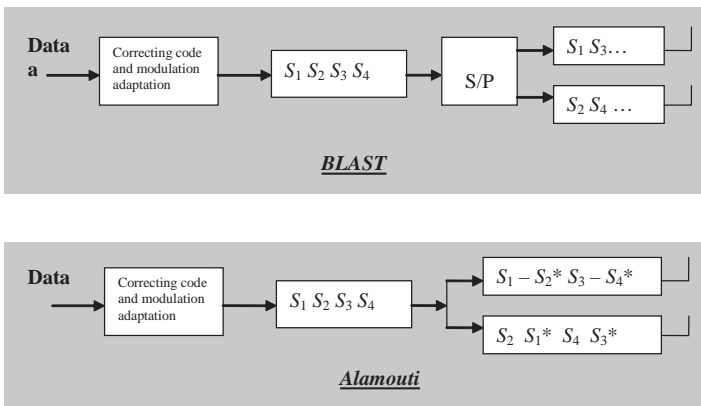 Data
a
Correcting code
and modulation
adaptation
S₁ S₂ S₃ S₄
S/P
S₁ S₃…
S₂ S₄ …
BLAST
Data
Correcting code
and modulation
adaptation
S₁ S₂ S₃ S₄
S₁ – S₂* S₃ – S₄*
S₂ S₁* S₄ S₃*
Alamouti